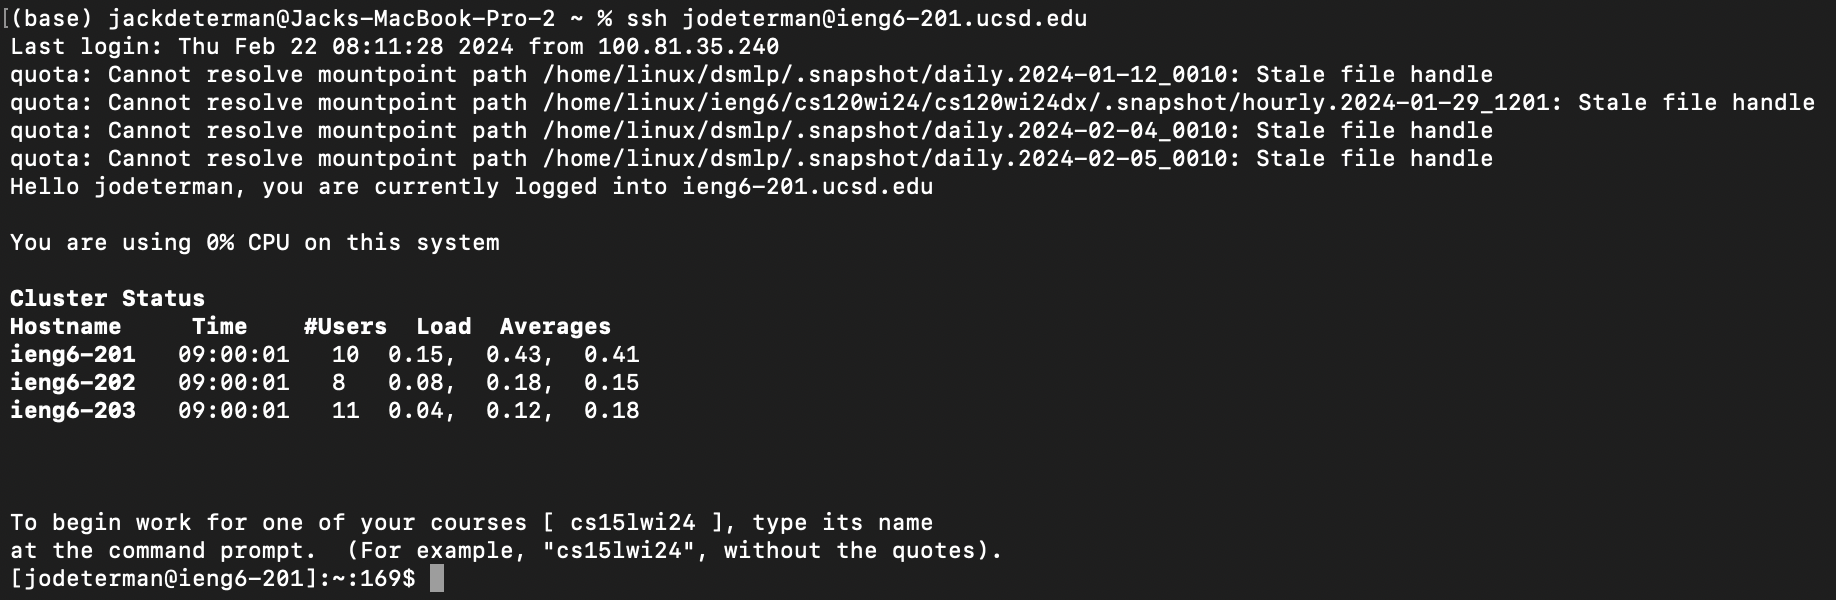 [(base) jackdeterman@Jacks-MacBook-Pro-2 ~ % ssh jodeterman@ieng6-201.ucsd.edu
Last login: Thu Feb 22 08:11:28 2024 from 100.81.35.240
quota: Cannot resolve mountpoint path /home/linux/dsmlp/.snapshot/daily.2024-01-12_0010: Stale file handle
quota: Cannot resolve mountpoint path /home/linux/ieng6/cs120wi24/cs120wi24dx/.snapshot/hourly.2024-01-29_1201: Stale file handle
quota: Cannot resolve mountpoint path /home/linux/dsmlp/.snapshot/daily.2024-02-04_0010: Stale file handle
quota: Cannot resolve mountpoint path /home/linux/dsmlp/.snapshot/daily.2024-02-05_0010: Stale file handle
Hello jodeterman, you are currently logged into ieng6-201.ucsd.edu
You are using 0% CPU on this system
Cluster Status
Hostname     Time    #Users  Load  Averages
ieng6-201   09:00:01   10  0.15,  0.43,  0.41
ieng6-202   09:00:01   8   0.08,  0.18,  0.15
ieng6-203   09:00:01   11  0.04,  0.12,  0.18
To begin work for one of your courses [ cs15lwi24 ], type its name
at the command prompt.  (For example, "cs15lwi24", without the quotes).
[jodeterman@ieng6-201]:~:169$